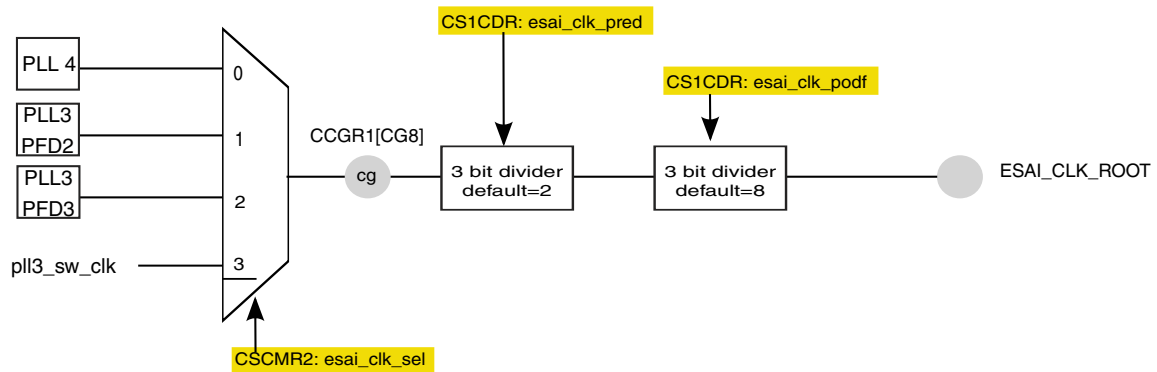 CS1CDR: esai_clk_pred
PLL 4
0
CS1CDR: esai_clk_podf
PLL3
PFD2
1
CCGR1[CG8]
PLL3
PFD3
2
cg
3 bit divider
default=2
3 bit divider
default=8
ESAI_CLK_ROOT
pll3_sw_clk
3
CSCMR2: esai_clk_sel